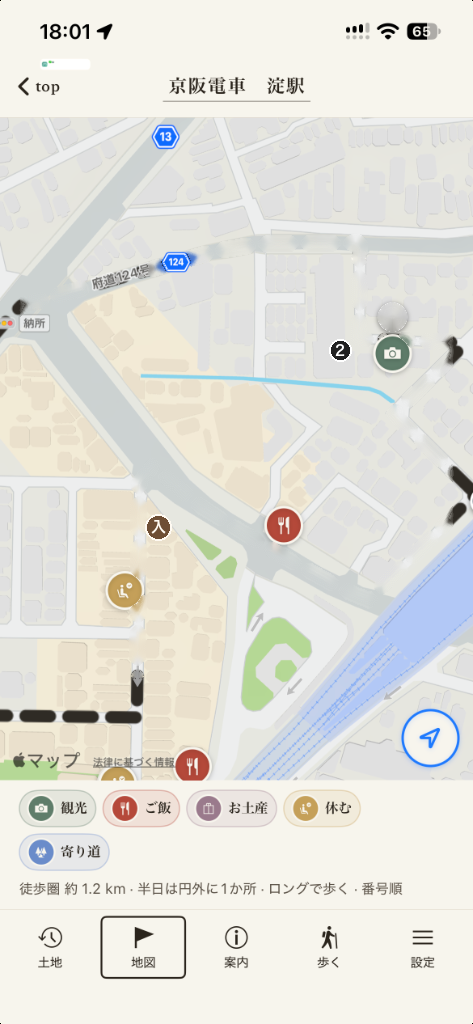 18:01
65
top
京阪電車 淀駅
13
府道124号
124
納所
2
入
マップ
法律に基づく情報
観光
ご飯
お土産
休む
寄り道
徒歩圏 約 1.2 km · 半日は円外に1か所 · ロングで歩く · 番号順
土地
地図
案内
歩く
設定